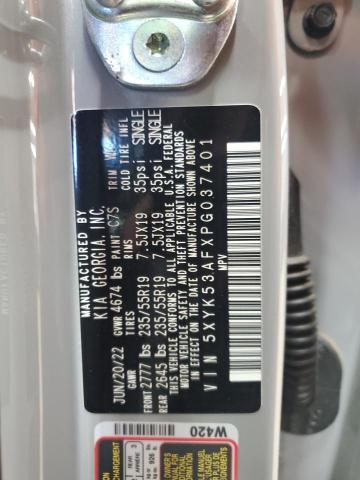 MANUFACTURED BY
KIA GEORGIA, INC.
GVWR 4674 lbs PAINT C7S TRIM
TIRES RIMS COLD TIRE INFL
JUN/20/22 GAWR
FRONT 2777 lbs 235/55R19 7.5JX19 35psi SINGLE
REAR 2645 lbs 235/55R19 7.5JX19 35psi SINGLE
THIS VEHICLE CONFORMS TO ALL APPLICABLE U.S.A. FEDERAL
MOTOR VEHICLE SAFETY AND THEFT PREVENTION STANDARDS
IN EFFECT ON THE DATE OF MANUFACTURE SHOWN ABOVE
VIN 5XYK53AFXPG037401
MPV
W420